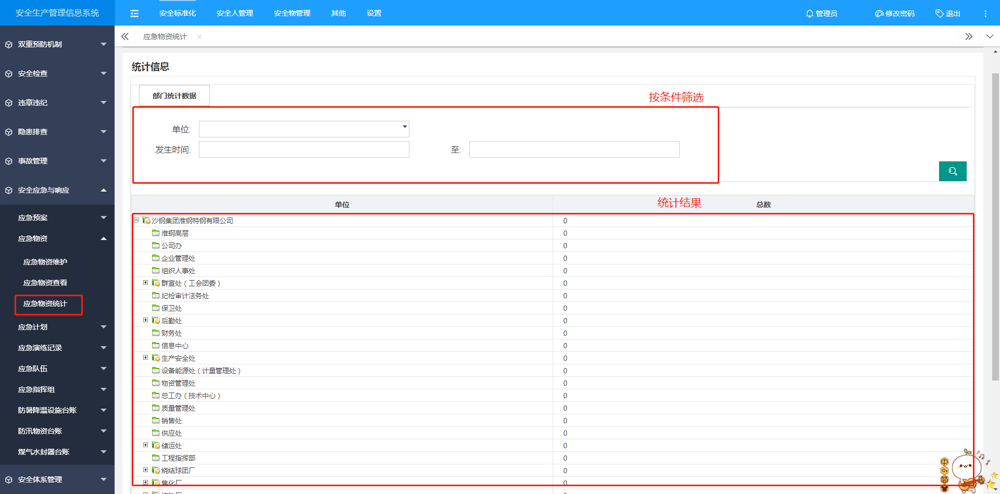 安全生产管理信息系统
安全标准化 安全人管理 安全物管理 其他 设置
管理员 修改密码 退出
双重预防机制
安全检查
违章违纪
隐患排查
事故管理
安全应急与响应
应急预案
应急物资
应急物资维护
应急物资查看
应急物资统计
应急计划
应急演练记录
应急队伍
应急指挥组
防暑降温设施台账
防汛物资台账
煤气水封器台账
安全体系管理
应急物资统计
统计信息
部门统计数据
按条件筛选
单位:
发生时间: 至:
单位 统计结果 总数
沙钢集团淮钢特钢有限公司 0
淮钢高层 0
公司办 0
企业管理处 0
组织人事处 0
群宣处（工会团委） 0
纪检审计法务处 0
保卫处 0
后勤处 0
财务处 0
信息中心 0
生产安全处 0
设备能源处（计量管理处） 0
物资管理处 0
总工办（技术中心） 0
质量管理处 0
销售处 0
供应处 0
储运处 0
工程指挥部 0
烧结球团厂 0
焦化厂 0
中
简